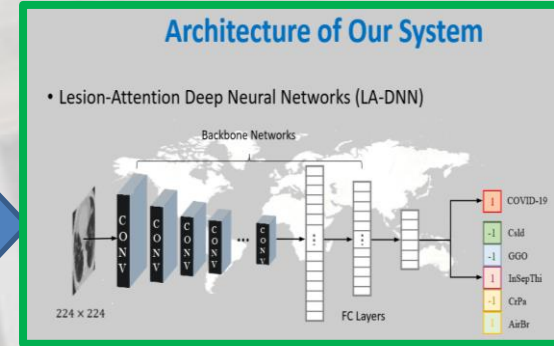 Architecture of Our System
• Lesion-Attention Deep Neural Networks (LA-DNN)
Backbone Networks
CONV
CONV
CONV
CONV
...
CONV
224 × 224
FC Layers
1 COVID-19
-1 Csld
-1 GGO
1 InSepThi
-1 CrPa
1 AirBr